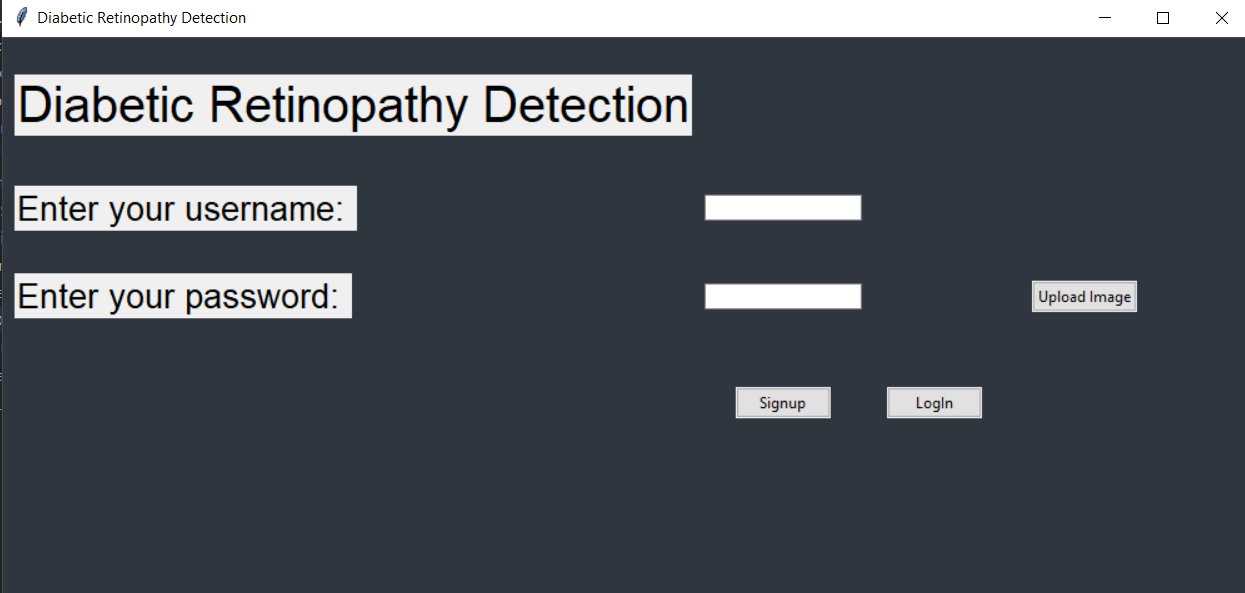 Diabetic Retinopathy Detection
Diabetic Retinopathy Detection
Enter your username:
Enter your password:
Upload Image
Signup
LogIn